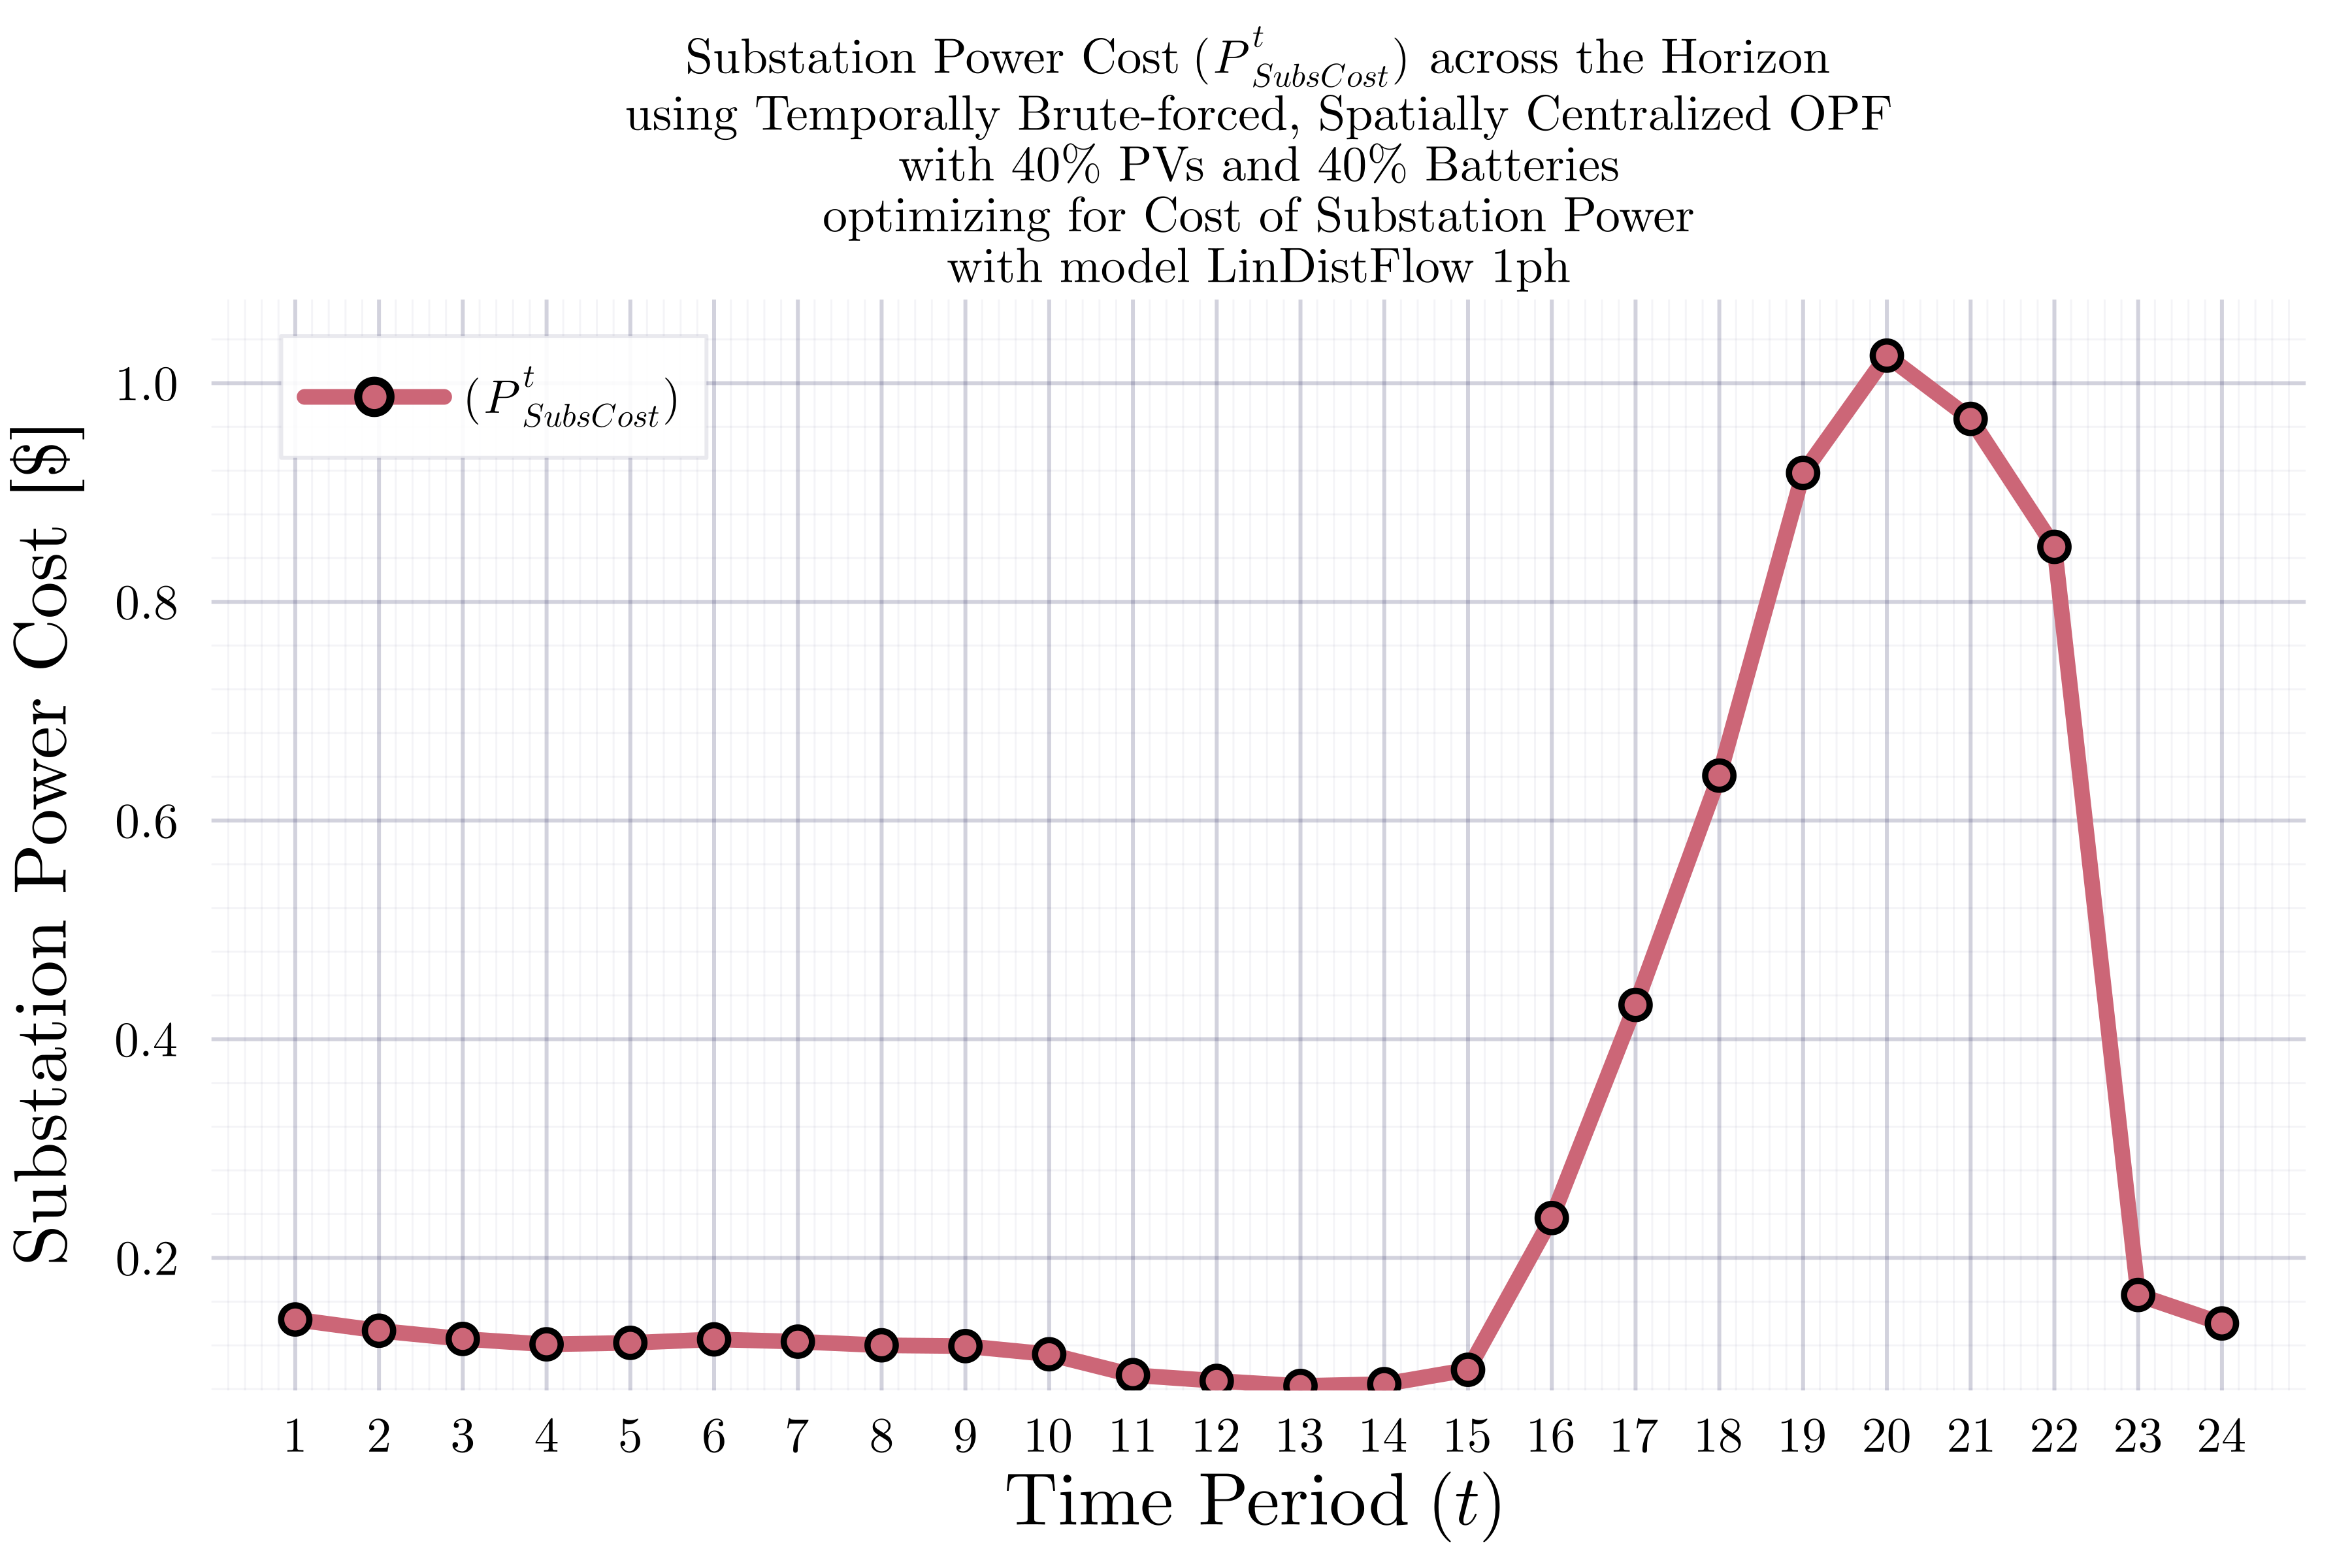 Substation Power Cost (P^t_SubsCost) across the Horizon
using Temporally Brute-forced, Spatially Centralized OPF
with 40% PVs and 40% Batteries
optimizing for Cost of Substation Power
with model LinDistFlow 1ph
(P^t_SubsCost)
Substation Power Cost [$]
1.0
0.8
0.6
0.4
0.2
1 2 3 4 5 6 7 8 9 10 11 12 13 14 15 16 17 18 19 20 21 22 23 24
Time Period (t)